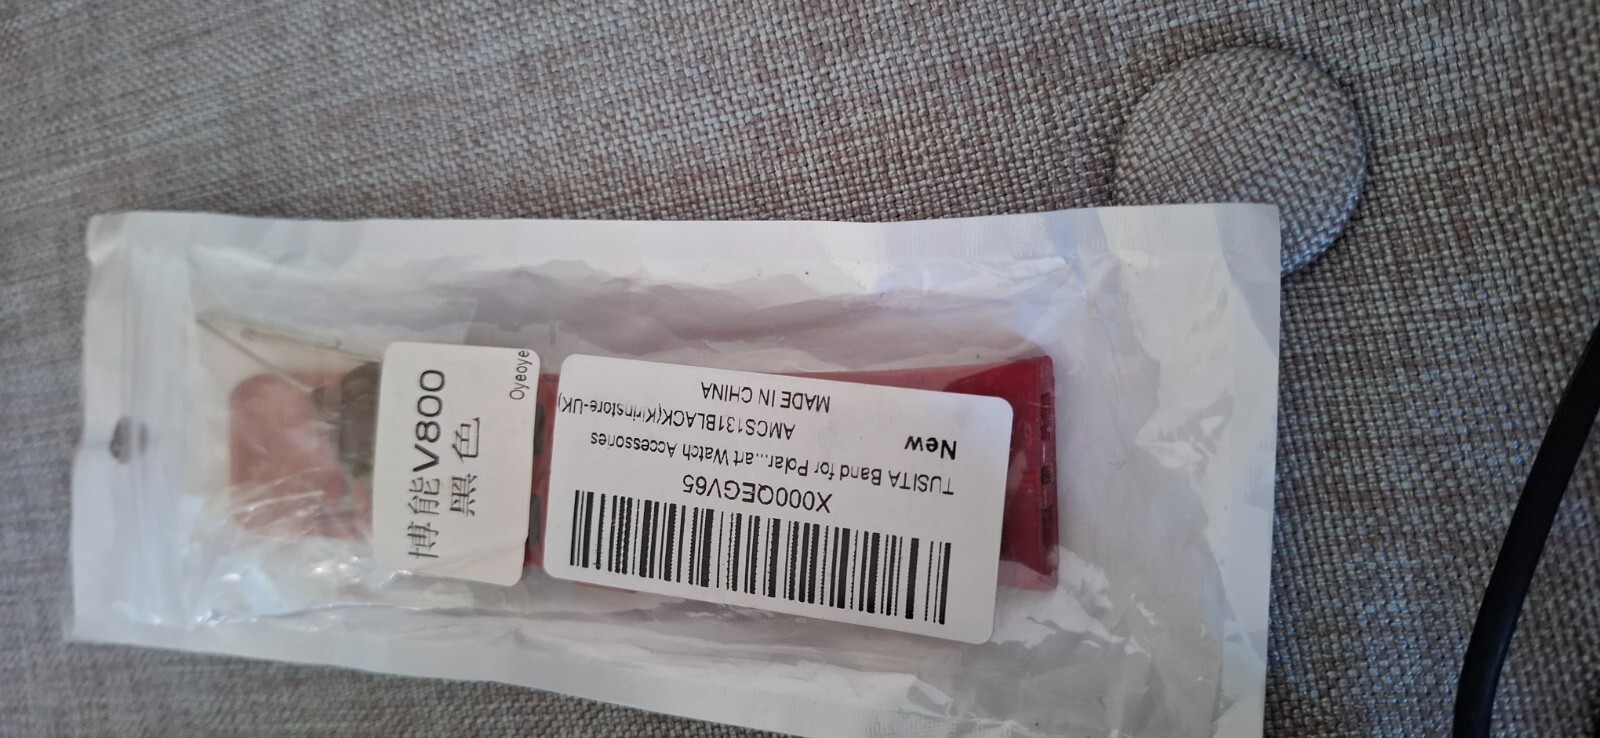 博能V800
黑色
Oyeoye
X000QEGV65
TUSITA Band for Polar...art Watch Accessories
New
AMCS131BLACK(Kirinstore-UK)
MADE IN CHINA